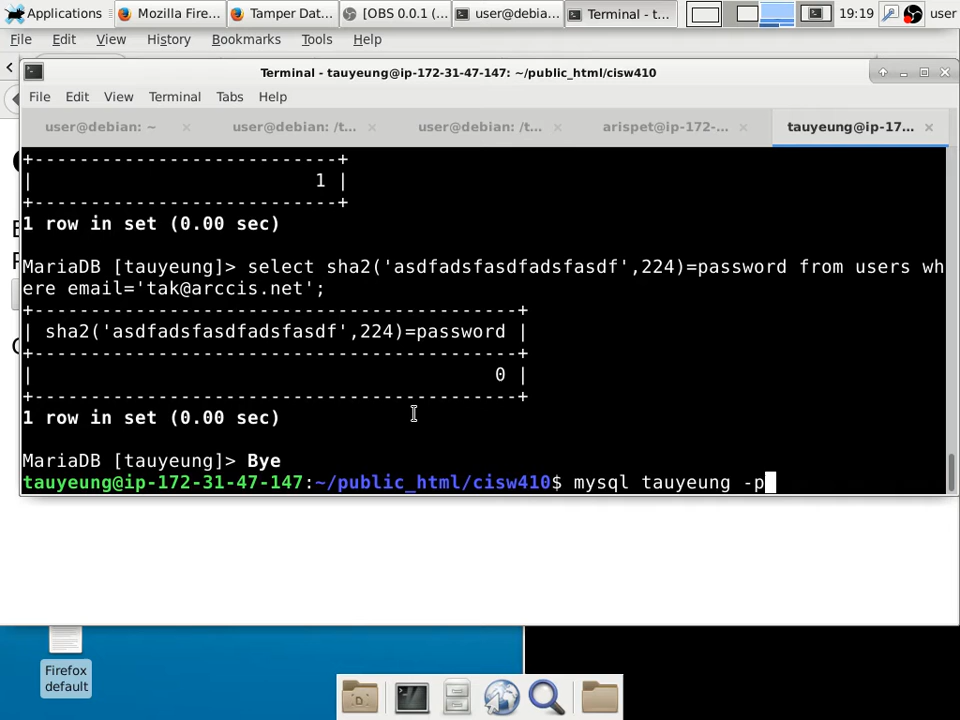 Applications
Mozilla Fire...
Tamper Dat...
[OBS 0.0.1 (...
user@debia...
Terminal - t...
19:19
user
File Edit View History Bookmarks Tools Help
Terminal - tauyeung@ip-172-31-47-147: ~/public_html/cisw410
File Edit View Terminal Tabs Help
user@debian: ~
user@debian: /t...
user@debian: /t...
arispet@ip-172-...
tauyeung@ip-17...
+---------------------------+
| 1 |
+---------------------------+
1 row in set (0.00 sec)
MariaDB [tauyeung]> select sha2('asdfadsfasdfadsfasdf',224)=password from users wh
ere email='tak@arccis.net';
+-------------------------------------------+
| sha2('asdfadsfasdfadsfasdf',224)=password |
+-------------------------------------------+
| 0 |
+-------------------------------------------+
1 row in set (0.00 sec)
MariaDB [tauyeung]> Bye
tauyeung@ip-172-31-47-147:~/public_html/cisw410$ mysql tauyeung -p
Firefox
default